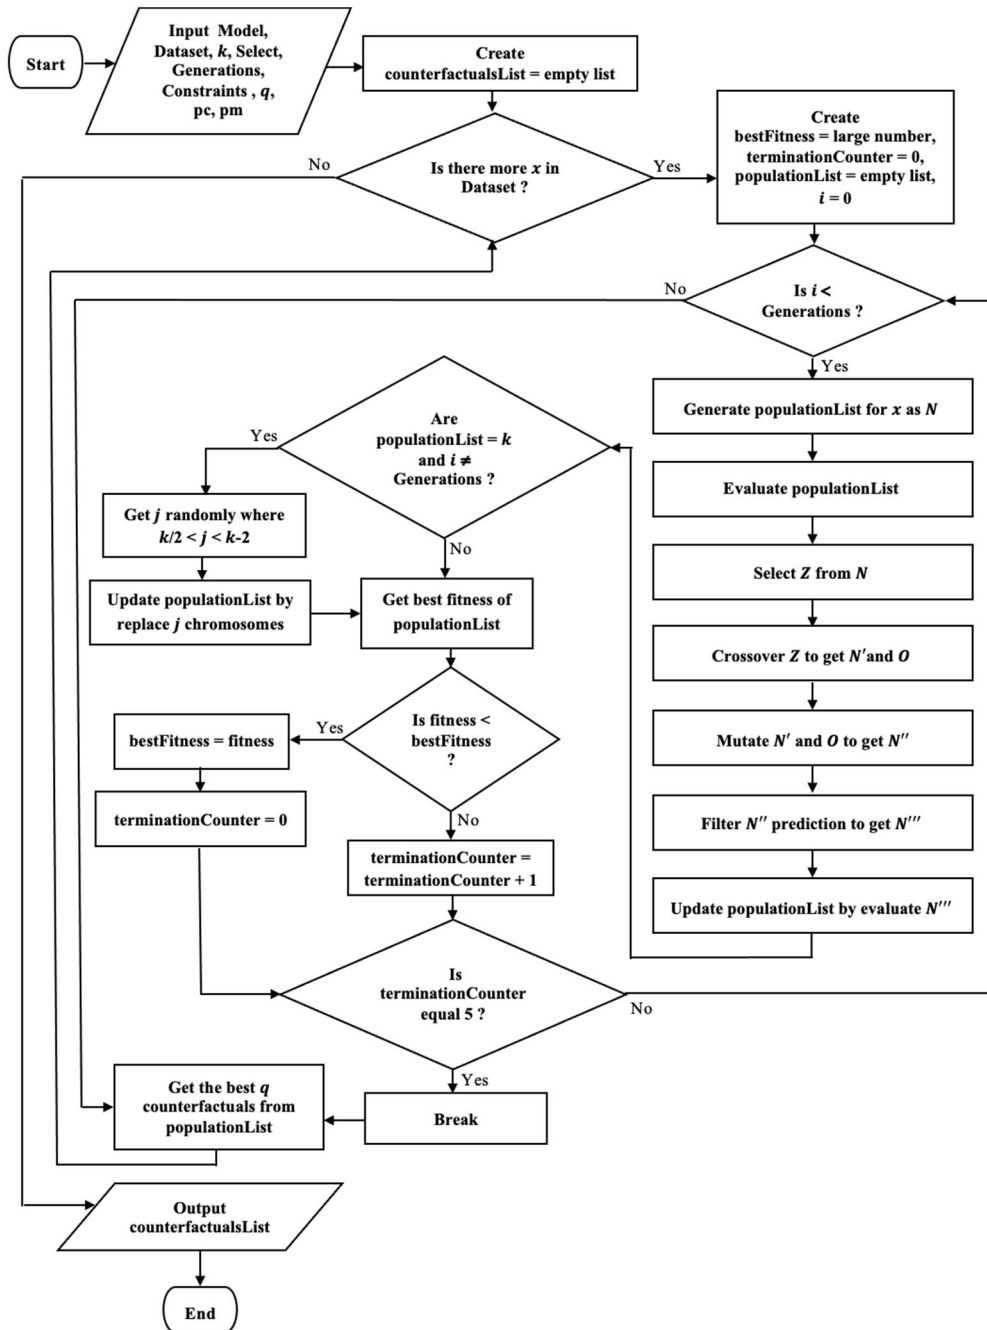 Start
Input Model,
Dataset, k, Select,
Generations,
Constraints , q,
pc, pm
Create
counterfactualsList = empty list
Is there more x in
Dataset ?
No
Yes
Create
bestFitness = large number,
terminationCounter = 0,
populationList = empty list,
i = 0
Is i <
Generations ?
No
Yes
Generate populationList for x as N
Evaluate populationList
Select Z from N
Crossover Z to get N′and O
Mutate N′ and O to get N′′
Filter N′′ prediction to get N′′′
Update populationList by evaluate N′′′
Are
populationList = k
and i ≠
Generations ?
Yes
No
Get j randomly where
k/2 < j < k-2
Update populationList by
replace j chromosomes
Get best fitness of
populationList
Is fitness <
bestFitness
?
Yes
No
bestFitness = fitness
terminationCounter = 0
terminationCounter =
terminationCounter + 1
Is
terminationCounter
equal 5 ?
No
Yes
Break
Get the best q
counterfactuals from
populationList
Output
counterfactualsList
End